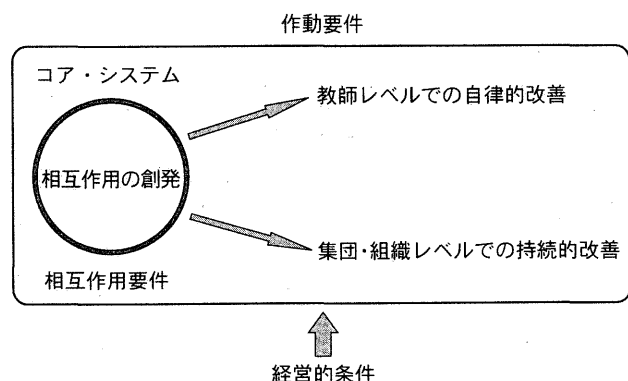 作動要件
コア・システム
教師レベルでの自律的改善
相互作用の創発
集団・組織レベルでの持続的改善
相互作用要件
経営的条件